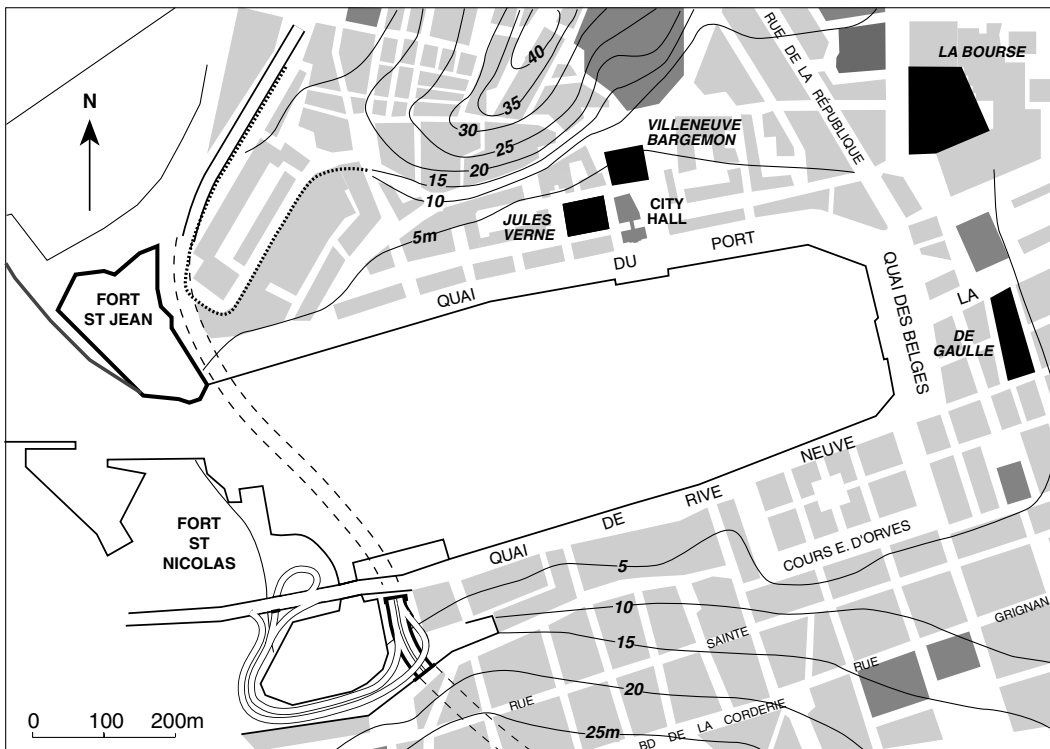 LA BOURSE
RUE DE LA RÉPUBLIQUE
40
N
35
30
VILLENEUVE
BARGEMON
25
20
15
10
JULES
VERNE
CITY
HALL
5m
PORT
DU
QUAI
QUAI DES BELGES
LA
FORT
ST JEAN
DE
GAULLE
NEUVE
RIVE
DE
QUAI
FORT
ST
NICOLAS
COURS E. D'ORVES
5
10
15
GRIGNAN
SAINTE
RUE
20
RUE
25m
BD DE LA CORDERIE
0 100 200m